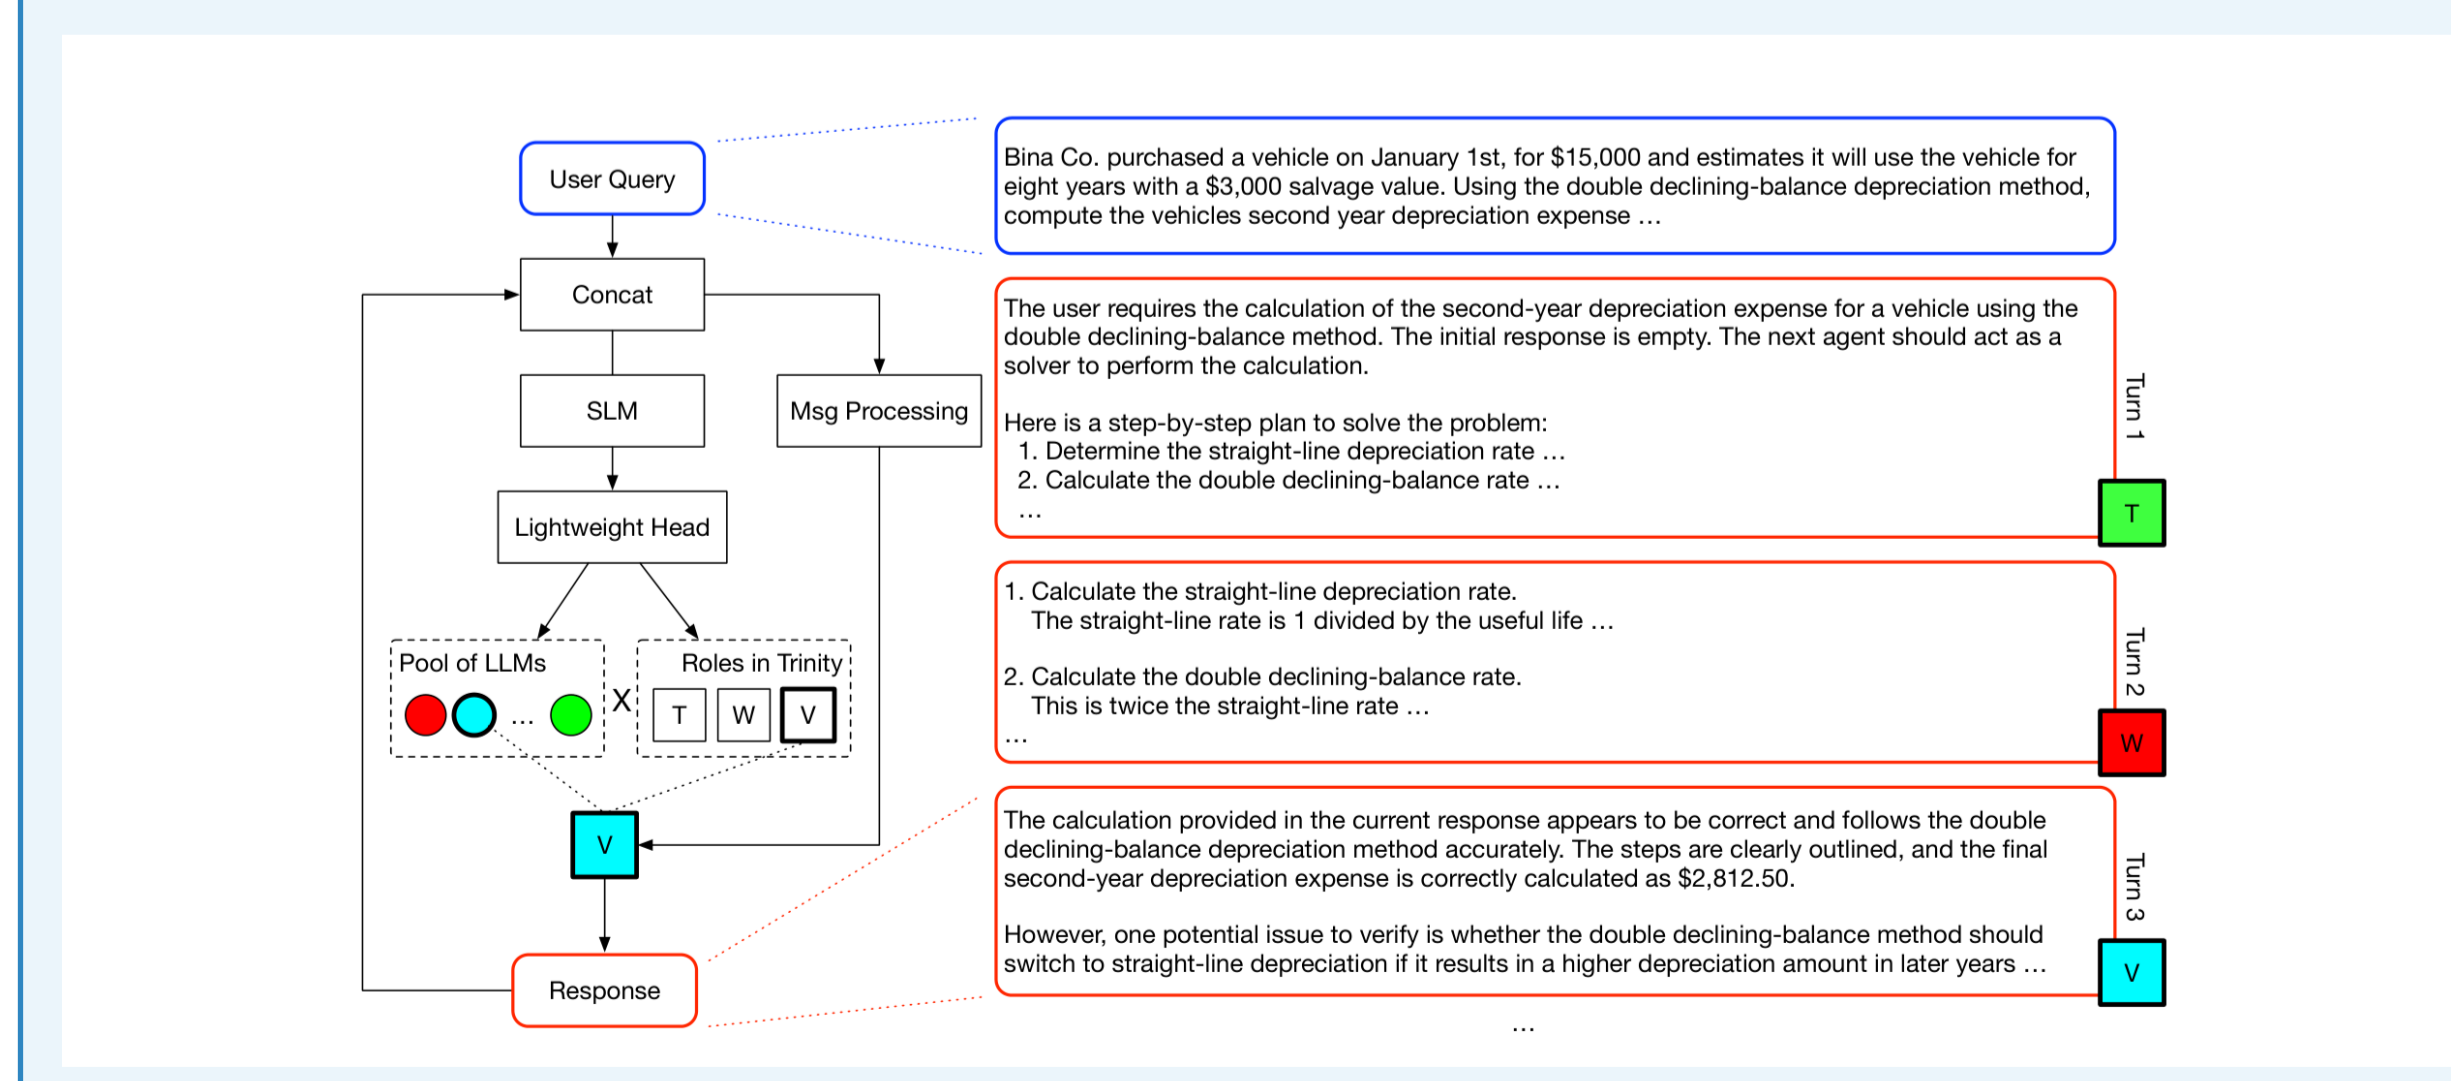 User Query
Concat
SLM
Msg Processing
Lightweight Head
Pool of LLMs
...
X
Roles in Trinity
T W V
V
Response
Bina Co. purchased a vehicle on January 1st, for $15,000 and estimates it will use the vehicle for
eight years with a $3,000 salvage value. Using the double declining-balance depreciation method,
compute the vehicles second year depreciation expense …
The user requires the calculation of the second-year depreciation expense for a vehicle using the
double declining-balance method. The initial response is empty. The next agent should act as a
solver to perform the calculation.
Here is a step-by-step plan to solve the problem:
1. Determine the straight-line depreciation rate …
2. Calculate the double declining-balance rate …
…
Turn 1
T
1. Calculate the straight-line depreciation rate.
The straight-line rate is 1 divided by the useful life …
2. Calculate the double declining-balance rate.
This is twice the straight-line rate …
…
Turn 2
W
The calculation provided in the current response appears to be correct and follows the double
declining-balance depreciation method accurately. The steps are clearly outlined, and the final
second-year depreciation expense is correctly calculated as $2,812.50.
However, one potential issue to verify is whether the double declining-balance method should
switch to straight-line depreciation if it results in a higher depreciation amount in later years …
Turn 3
V
…